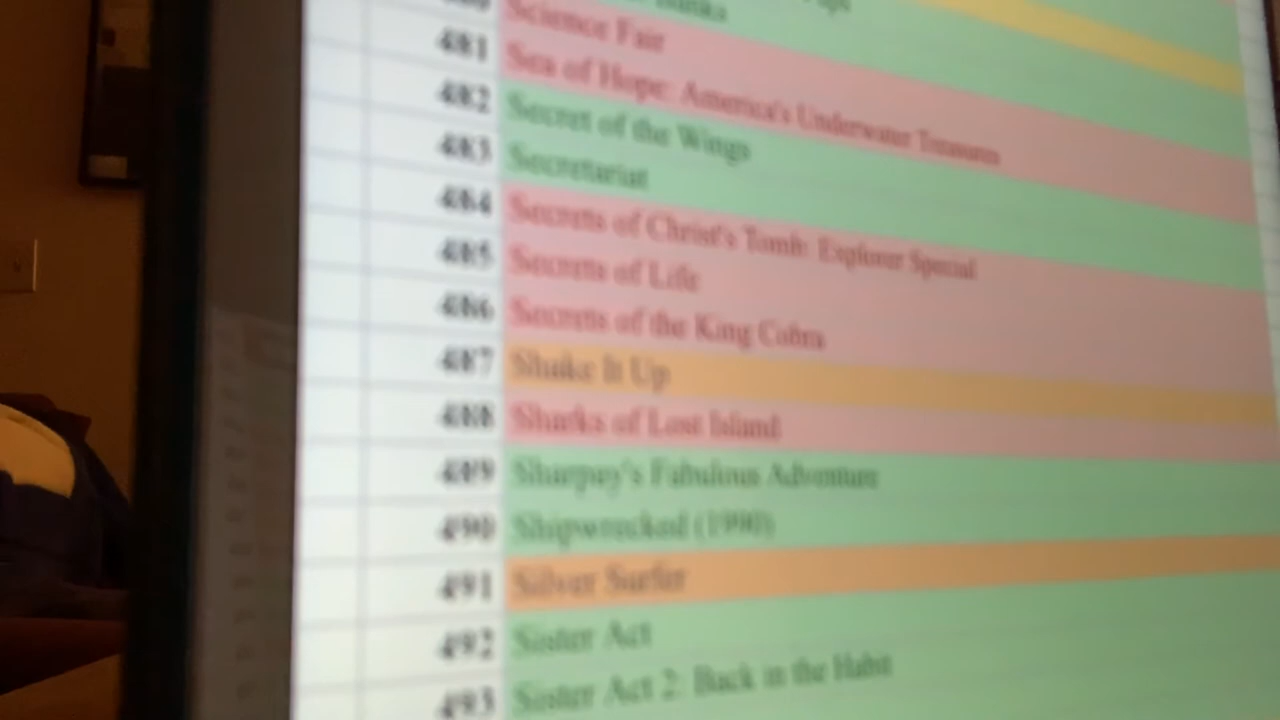 481 Science Fair
Sea of Hope: America's Underwater Treasures
482 Secret of the Wings
483 Secretariat
484 Secrets of Christ's Tomb: Explorer Special
485 Secrets of Life
486 Secrets of the King Cobra
487 Shake It Up
488 Sharks of Lost Island
489 Sharpay's Fabulous Adventure
490 Shipwrecked (1990)
491 Silver Surfer
492 Sister Act
493 Sister Act 2: Back in the Habit